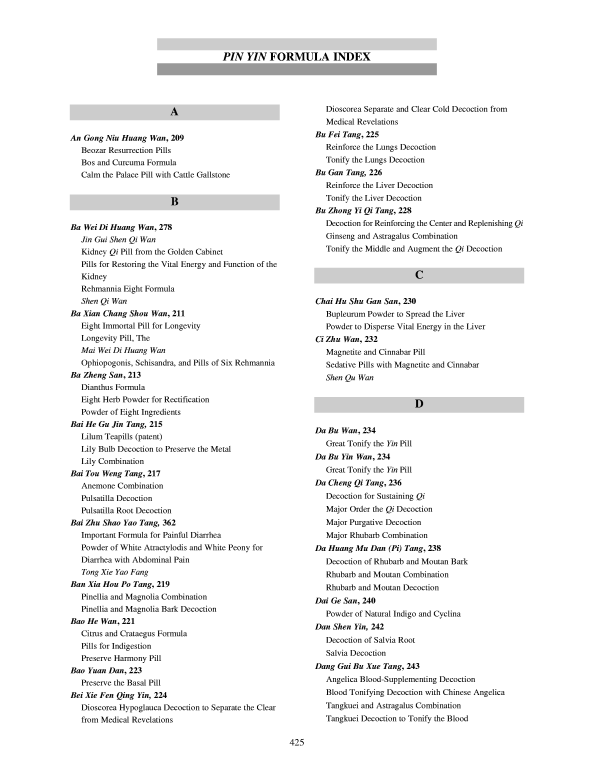 PIN YIN FORMULA INDEX
A
An Gong Niu Huang Wan, 209
Beozar Resurrection Pills
Bos and Curcuma Formula
Calm the Palace Pill with Cattle Gallstone
B
Ba Wei Di Huang Wan, 278
Jin Gui Shen Qi Wan
Kidney Qi Pill from the Golden Cabinet
Pills for Restoring the Vital Energy and Function of the
Kidney
Rehmannia Eight Formula
Shen Qi Wan
Ba Xian Chang Shou Wan, 211
Eight Immortal Pill for Longevity
Longevity Pill, The
Mai Wei Di Huang Wan
Ophiopogonis, Schisandra, and Pills of Six Rehmannia
Ba Zheng San, 213
Dianthus Formula
Eight Herb Powder for Rectification
Powder of Eight Ingredients
Bai He Gu Jin Tang, 215
Lilum Teapills (patent)
Lily Bulb Decoction to Preserve the Metal
Lily Combination
Bai Tou Weng Tang, 217
Anemone Combination
Pulsatilla Decoction
Pulsatilla Root Decoction
Bai Zhu Shao Yao Tang, 362
Important Formula for Painful Diarrhea
Powder of White Atractylodis and White Peony for
Diarrhea with Abdominal Pain
Tong Xie Yao Fang
Ban Xia Hou Po Tang, 219
Pinellia and Magnolia Combination
Pinellia and Magnolia Bark Decoction
Bao He Wan, 221
Citrus and Crataegus Formula
Pills for Indigestion
Preserve Harmony Pill
Bao Yuan Dan, 223
Preserve the Basal Pill
Bei Xie Fen Qing Yin, 224
Dioscorea Hypoglauca Decoction to Separate the Clear
from Medical Revelations
Dioscorea Separate and Clear Cold Decoction from
Medical Revelations
Bu Fei Tang, 225
Reinforce the Lungs Decoction
Tonify the Lungs Decoction
Bu Gan Tang, 226
Reinforce the Liver Decoction
Tonify the Liver Decoction
Bu Zhong Yi Qi Tang, 228
Decoction for Reinforcing the Center and Replenishing Qi
Ginseng and Astragalus Combination
Tonify the Middle and Augment the Qi Decoction
C
Chai Hu Shu Gan San, 230
Bupleurum Powder to Spread the Liver
Powder to Disperse Vital Energy in the Liver
Ci Zhu Wan, 232
Magnetite and Cinnabar Pill
Sedative Pills with Magnetite and Cinnabar
Shen Qu Wan
D
Da Bu Wan, 234
Great Tonify the Yin Pill
Da Bu Yin Wan, 234
Great Tonify the Yin Pill
Da Cheng Qi Tang, 236
Decoction for Sustaining Qi
Major Order the Qi Decoction
Major Purgative Decoction
Major Rhubarb Combination
Da Huang Mu Dan (Pi) Tang, 238
Decoction of Rhubarb and Moutan Bark
Rhubarb and Moutan Combination
Rhubarb and Moutan Decoction
Dai Ge San, 240
Powder of Natural Indigo and Cyclina
Dan Shen Yin, 242
Decoction of Salvia Root
Salvia Decoction
Dang Gui Bu Xue Tang, 243
Angelica Blood-Supplementing Decoction
Blood Tonifying Decoction with Chinese Angelica
Tangkuei and Astragalus Combination
Tangkuei Decoction to Tonify the Blood
425